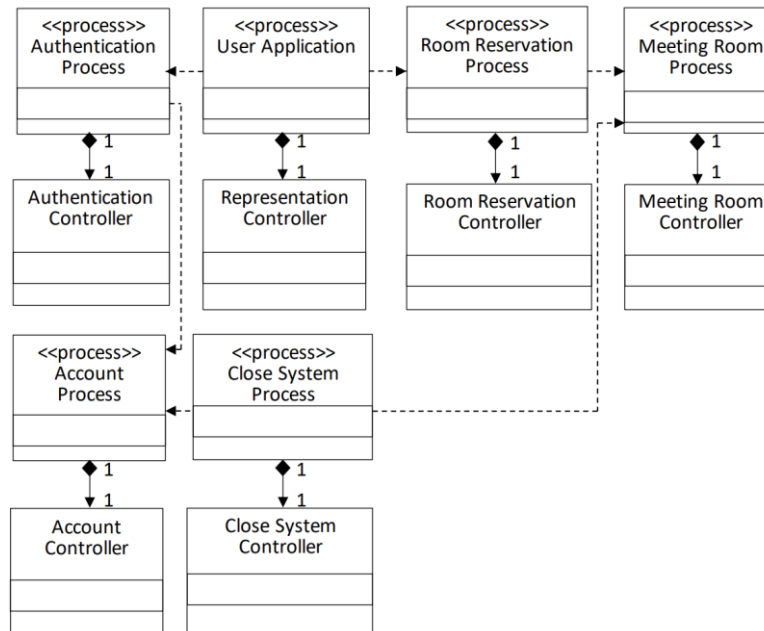 <<process>>
Authentication
Process
<<process>>
User Application
<<process>>
Room Reservation
Process
<<process>>
Meeting Room
Process
1
1
1
1
1
1
1
1
Authentication
Controller
Representation
Controller
Room Reservation
Controller
Meeting Room
Controller
<<process>>
Account
Process
<<process>>
Close System
Process
1
1
1
1
Account
Controller
Close System
Controller